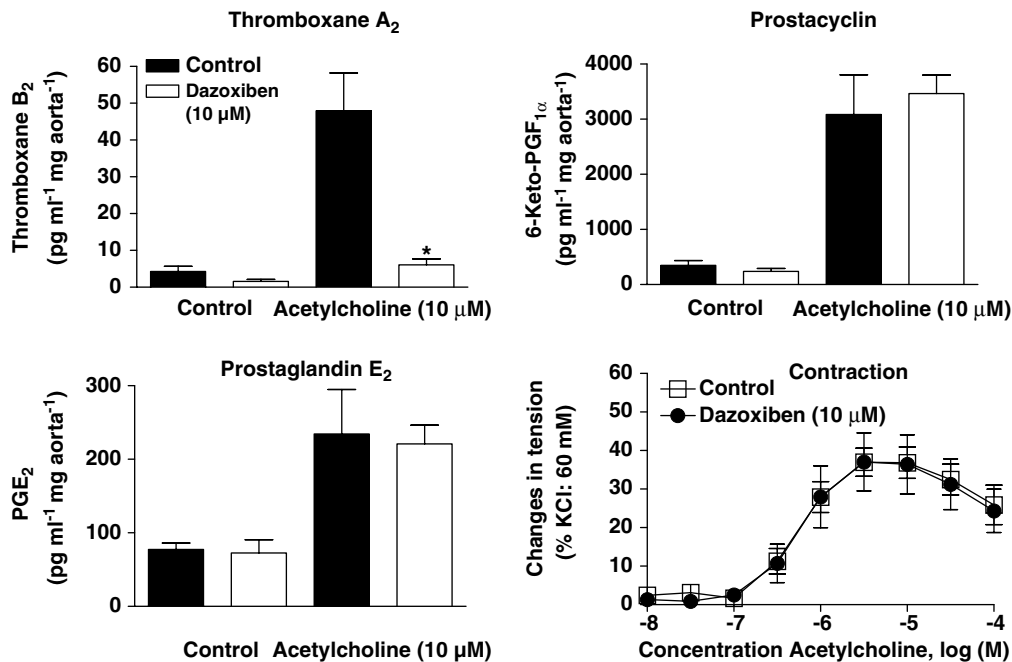 Thromboxane A2
Thromboxane B2
(pg ml-1 mg aorta-1)
60
50
40
30
20
10
0
Control
Dazoxiben
(10 µM)
*
Control Acetylcholine (10 μM)
Prostacyclin
6-Keto-PGF1α
(pg ml-1 mg aorta-1)
4000
3000
2000
1000
0
Control Acetylcholine (10 μM)
Prostaglandin E2
PGE2
(pg ml-1 mg aorta-1)
300
200
100
0
Control Acetylcholine (10 µM)
Contraction
Changes in tension
(% KCl: 60 mM)
60
50
40
30
20
10
0
Control
Dazoxiben (10 μM)
-8 -7 -6 -5 -4
Concentration Acetylcholine, log (M)